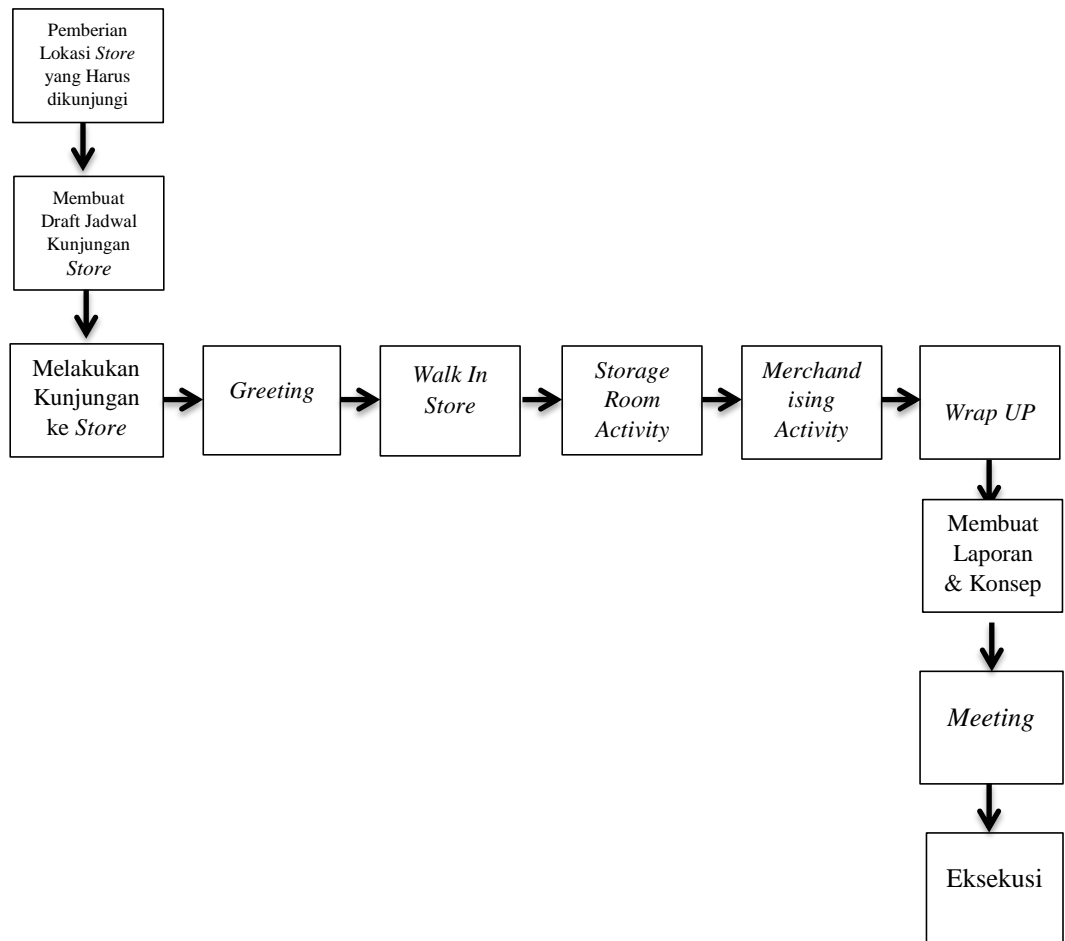 Pemberian
Lokasi Store
yang Harus
dikunjungi
Membuat
Draft Jadwal
Kunjungan
Store
Melakukan
Kunjungan
ke Store
Greeting
Walk In
Store
Storage
Room
Activity
Merchand
ising
Activity
Wrap UP
Membuat
Laporan
& Konsep
Meeting
Eksekusi